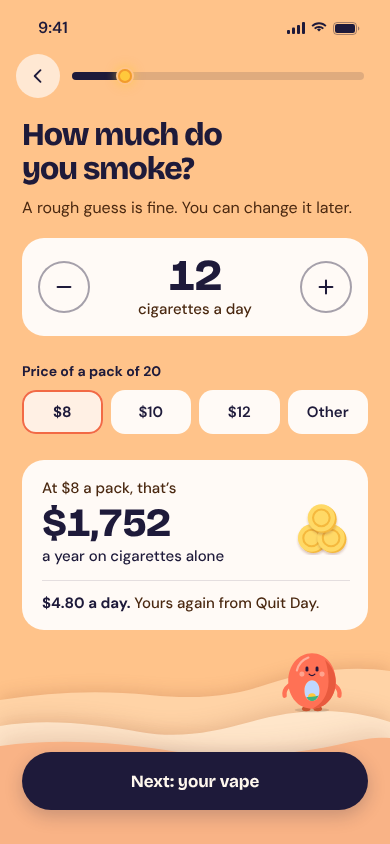 9:41
How much do
you smoke?
A rough guess is fine. You can change it later.
12
cigarettes a day
Price of a pack of 20
$8
$10
$12
Other
At $8 a pack, that’s
$1,752
a year on cigarettes alone
$4.80 a day. Yours again from Quit Day.
Next: your vape